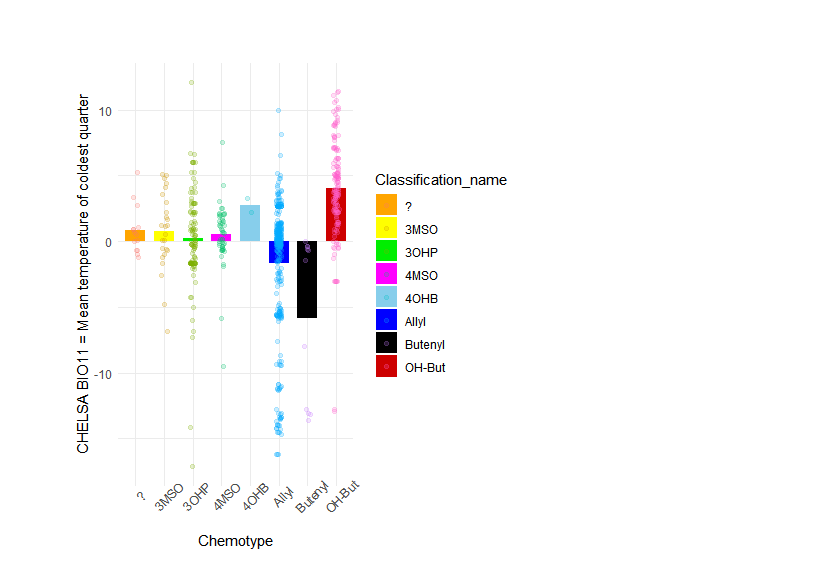 CHELSA BIO11 = Mean temperature of coldest quarter
10
0
-10
?
3MSO
3OHP
4MSO
4OHB
Allyl
Butenyl
OH-But
Chemotype
Classification_name
?
3MSO
3OHP
4MSO
4OHB
Allyl
Butenyl
OH-But